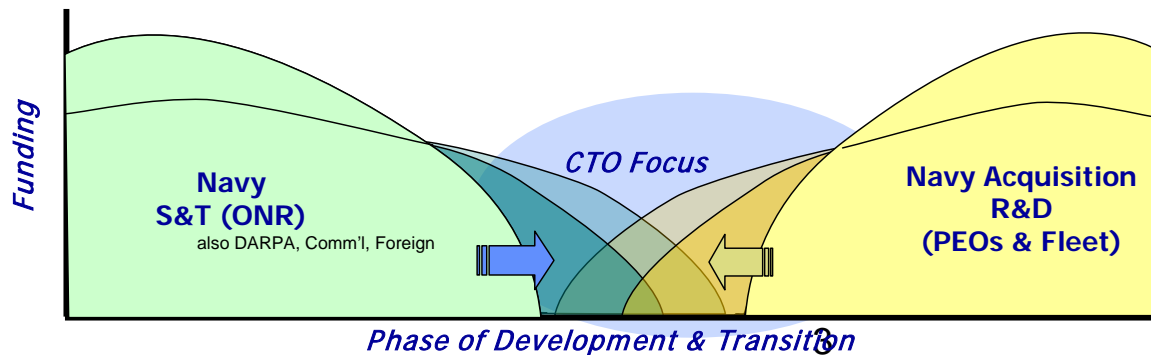 Funding
CTO Focus
Navy
S&T (ONR)
also DARPA, Comm'l, Foreign
Navy Acquisition
R&D
(PEOs & Fleet)
Phase of Development & Transition
3